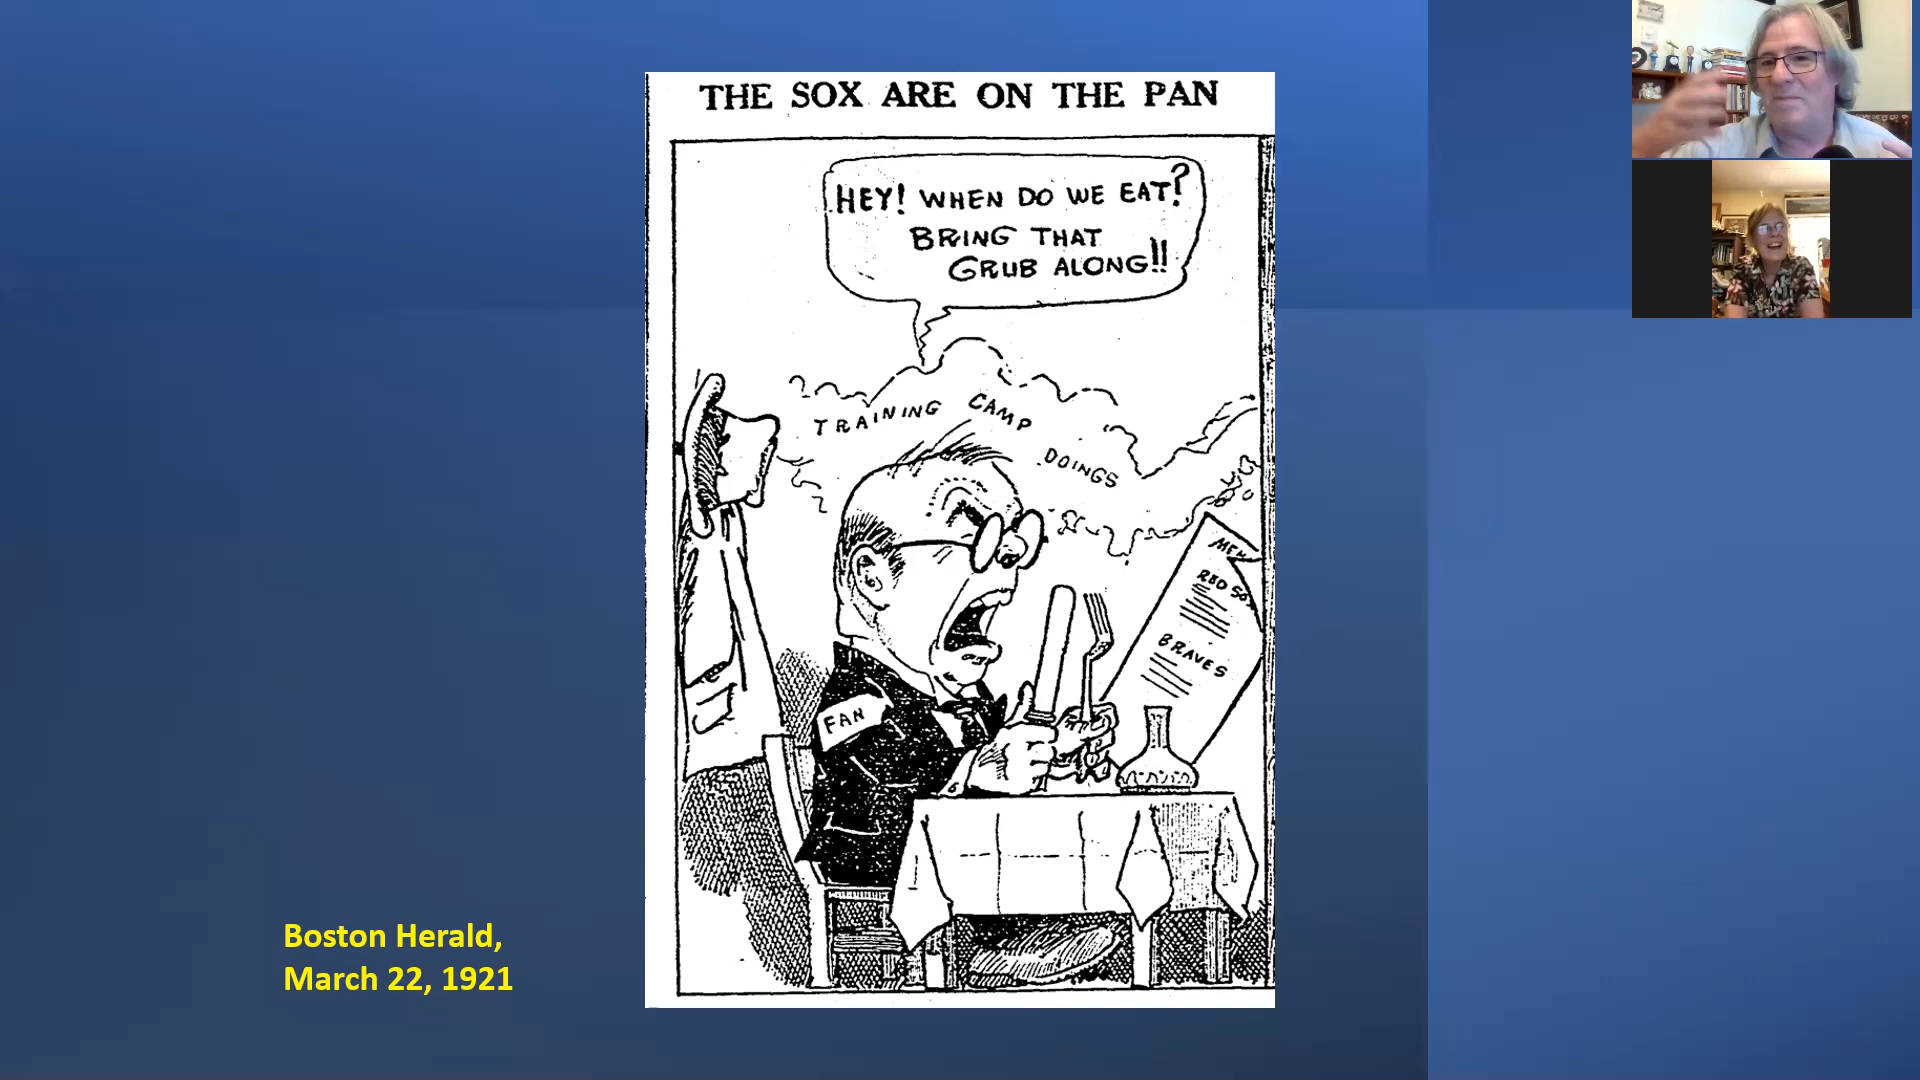 THE SOX ARE ON THE PAN
HEY! WHEN DO WE EAT?
BRING THAT
GRUB ALONG!!
TRAINING CAMP DOINGS
MEN
RED SO
BRAVES
FAN
Boston Herald,
March 22, 1921